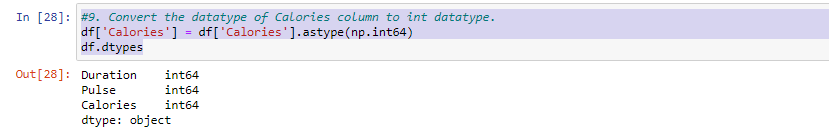 In [28]: #9. Convert the datatype of Calories column to int datatype.
df['Calories'] = df['Calories'].astype(np.int64)
df.dtypes
Out[28]: Duration    int64
Pulse       int64
Calories    int64
dtype: object